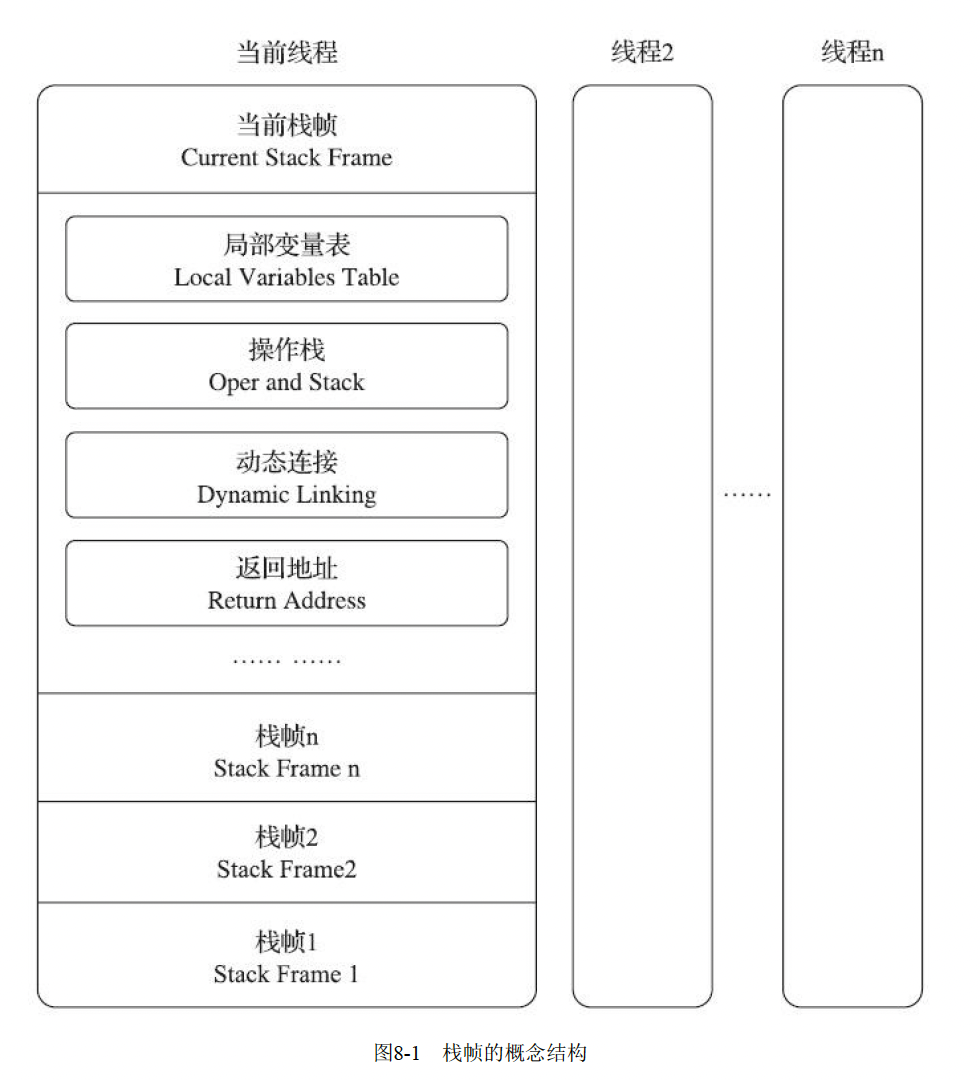 当前线程
线程2
线程n
当前栈帧
Current Stack Frame
局部变量表
Local Variables Table
操作栈
Oper and Stack
动态连接
Dynamic Linking
……
返回地址
Return Address
…… ……
栈帧n
Stack Frame n
栈帧2
Stack Frame2
栈帧1
Stack Frame 1
图8-1 栈帧的概念结构